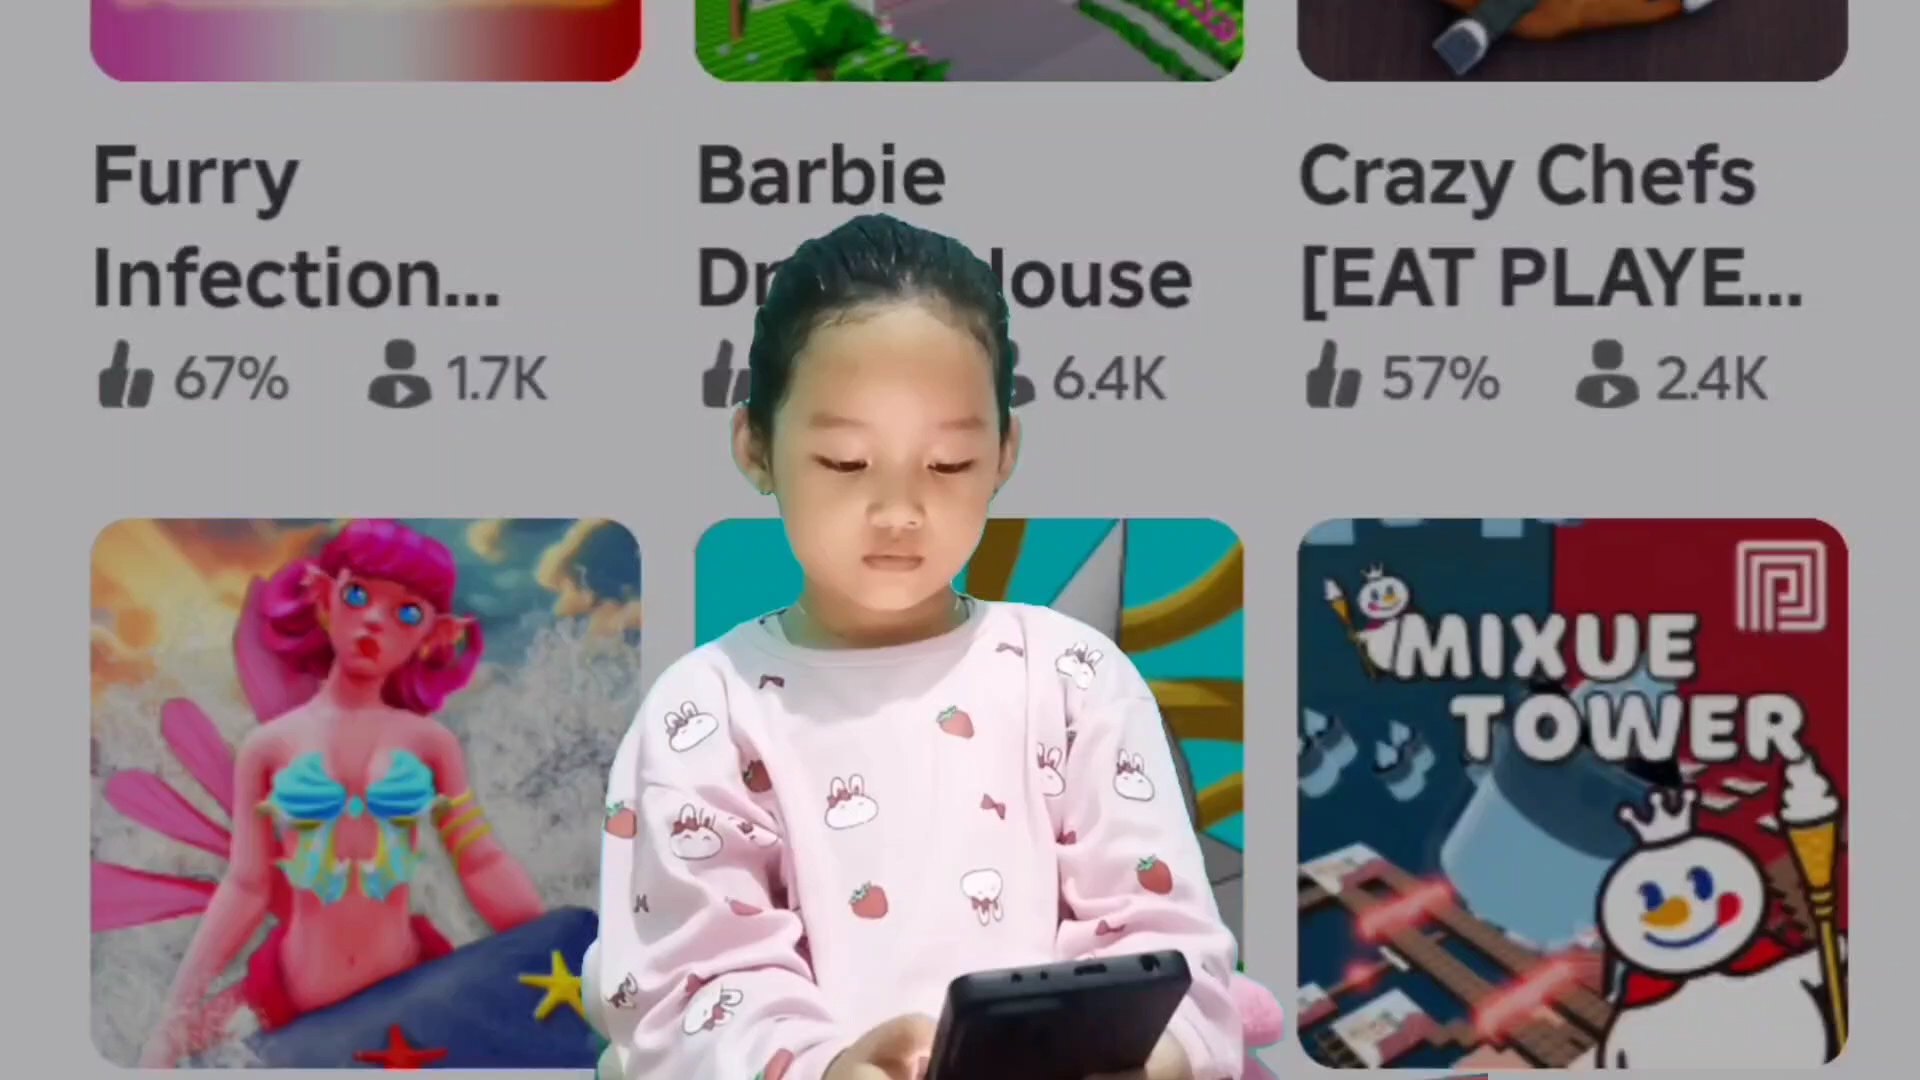 Furry
Infection...
67% 1.7K
Barbie
6.4K
Crazy Chefs
[EAT PLAYE...
57% 2.4K
MIXUE
TOWER